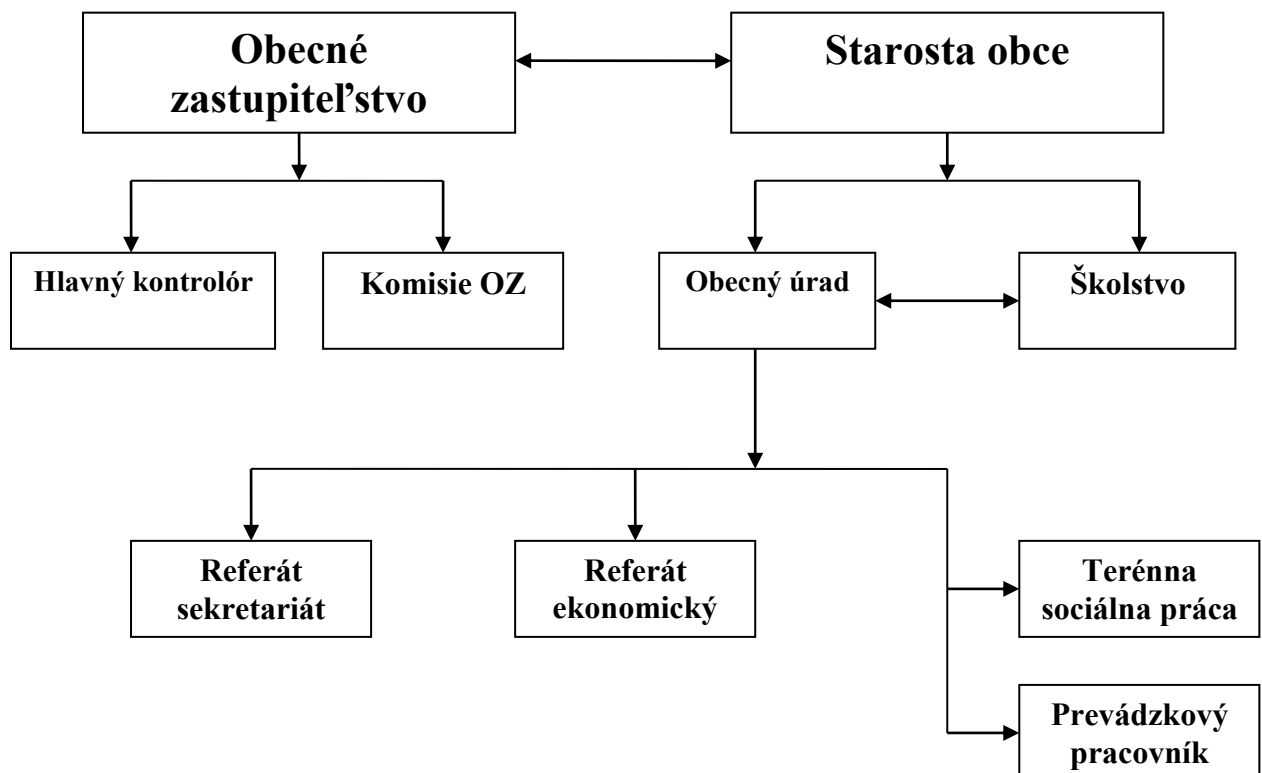 Obecné
zastupiteľstvo
Starosta obce
Hlavný kontrolór
Komisie OZ
Obecný úrad
Školstvo
Referát
sekretariát
Referát
ekonomický
Terénna
sociálna práca
Prevádzkový
pracovník